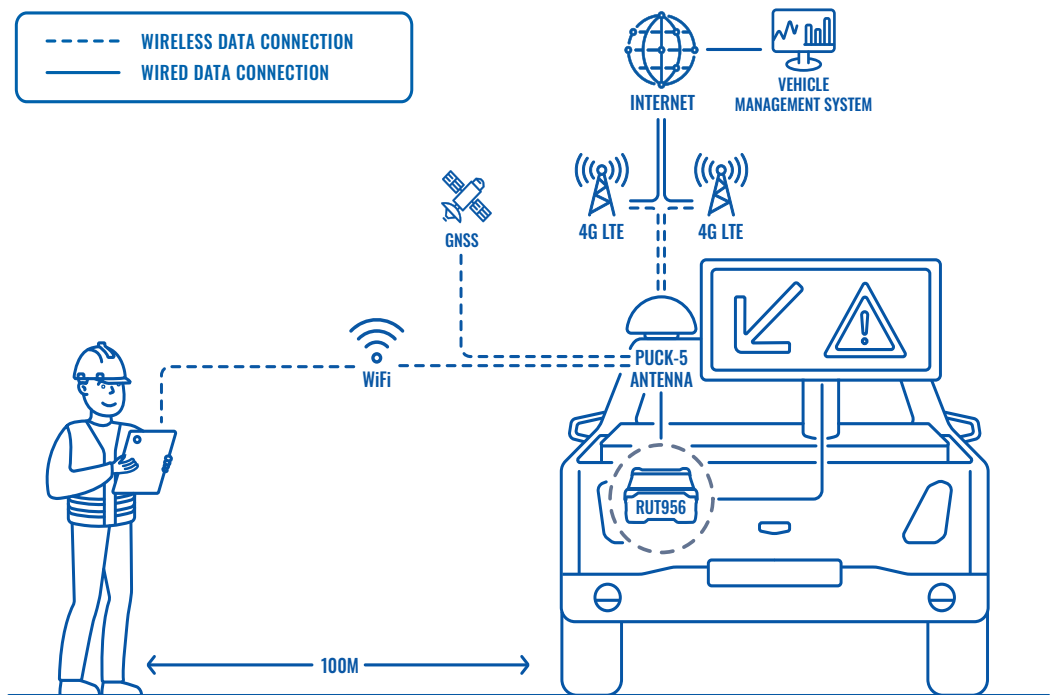 WIRELESS DATA CONNECTION
WIRED DATA CONNECTION
INTERNET
VEHICLE
MANAGEMENT SYSTEM
4G LTE
4G LTE
GNSS
PUCK-5
ANTENNA
WiFi
RUT956
100M